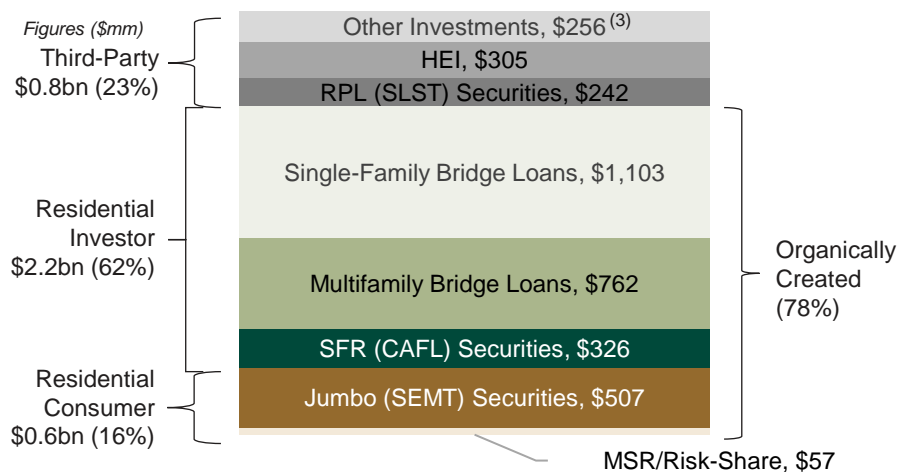 Figures ($mm)
Third-Party
$0.8bn (23%)
Other Investments, $256 (3)
HEI, $305
RPL (SLST) Securities, $242
Single-Family Bridge Loans, $1,103
Residential
Investor
$2.2bn (62%)
Multifamily Bridge Loans, $762
SFR (CAFL) Securities, $326
Organically
Created
(78%)
Residential
Consumer
$0.6bn (16%)
Jumbo (SEMT) Securities, $507
MSR/Risk-Share, $57